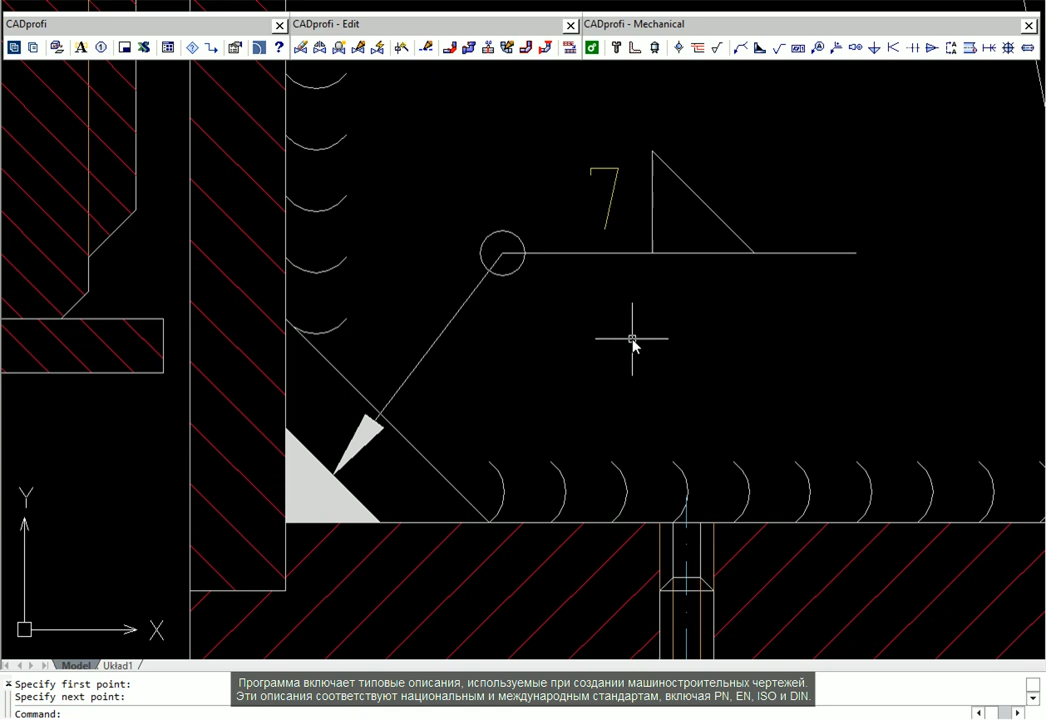 CADprofi
CADprofi - Edit
CADprofi - Mechanical
7
Y
X
Model
Układ1
Specify first point:
Specify next point:
Command:
Программа включает типовые описания, используемые при создании машиностроительных чертежей.
Эти описания соответствуют национальным и международным стандартам, включая PN, EN, ISO и DIN.